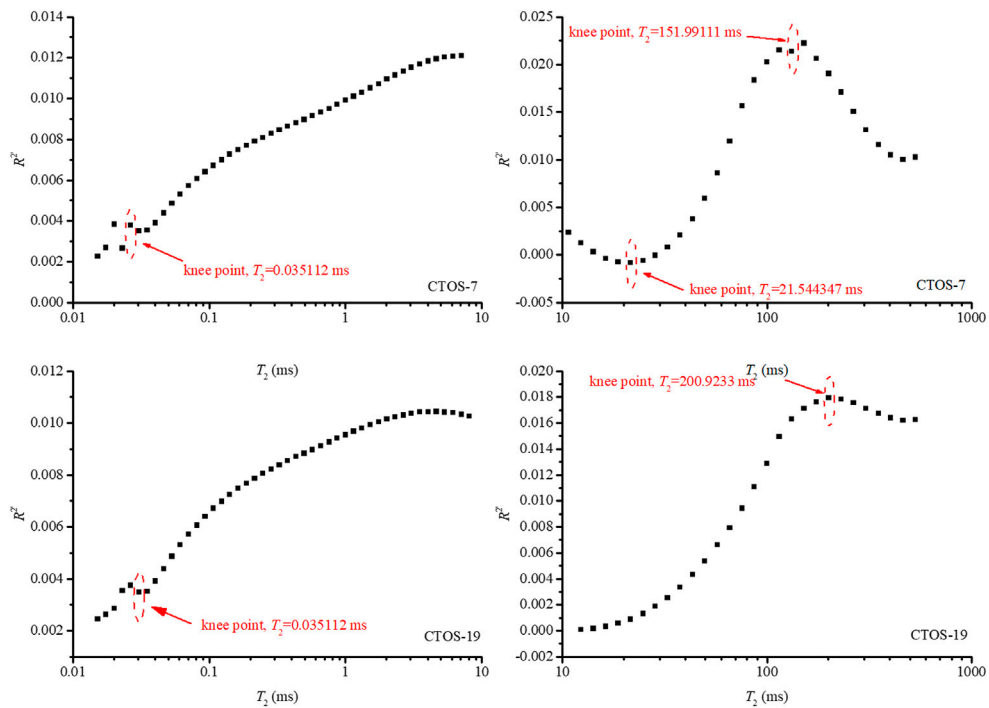 0.014
0.012
0.010
0.008
0.006
0.004
0.002
0.000
R²
knee point, T₂=0.035112 ms
CTOS-7
0.01
0.1
1
10
T₂ (ms)
0.025
0.020
0.015
0.010
0.005
0.000
-0.005
R²
knee point, T₂=151.99111 ms
knee point, T₂=21.544347 ms
CTOS-7
10
100
1000
T₂ (ms)
0.012
0.010
0.008
0.006
0.004
0.002
R²
knee point, T₂=0.035112 ms
CTOS-19
0.01
0.1
1
10
T₂ (ms)
0.020
0.018
0.016
0.014
0.012
0.010
0.008
0.006
0.004
0.002
0.000
-0.002
R²
knee point, T₂=200.9233 ms
CTOS-19
10
100
1000
T₂ (ms)